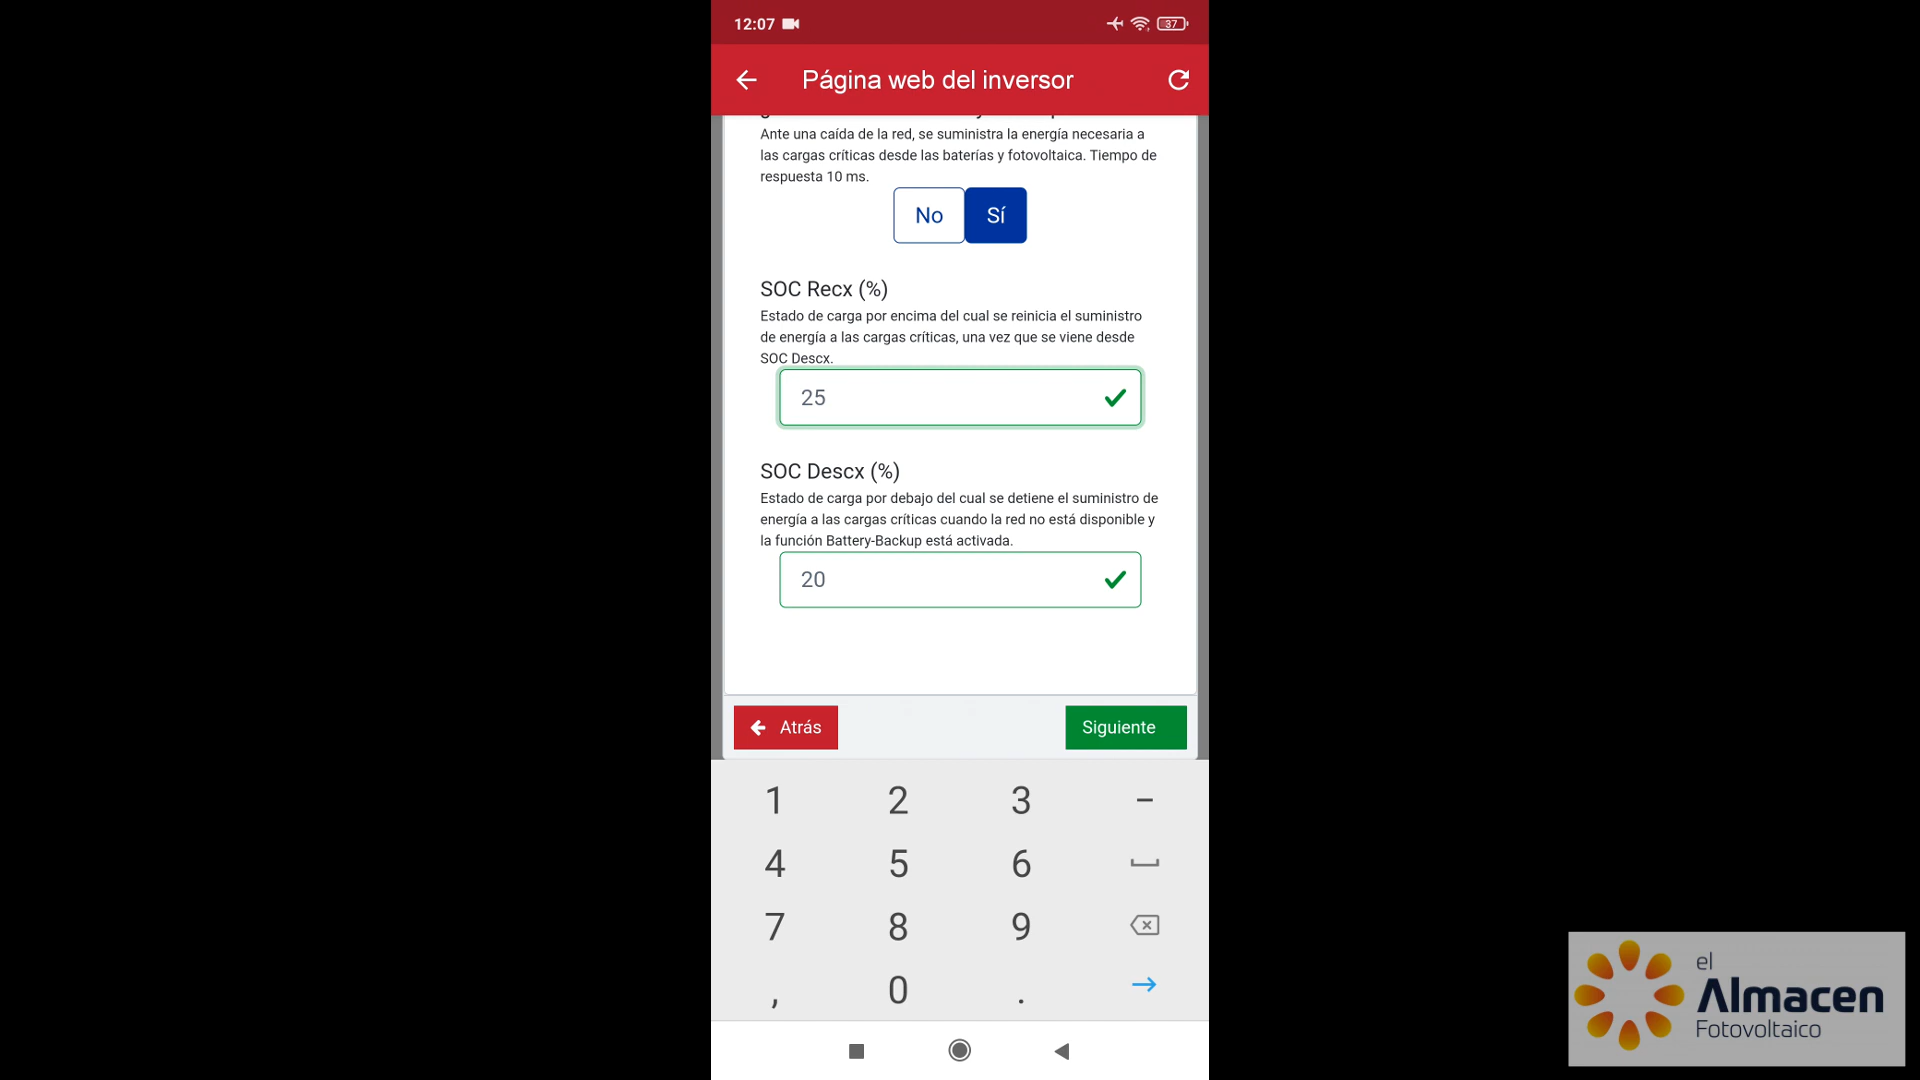 12:07
37
Página web del inversor
Ante una caída de la red, se suministra la energía necesaria a
las cargas críticas desde las baterías y fotovoltaica. Tiempo de
respuesta 10 ms.
No Sí
SOC Recx (%)
Estado de carga por encima del cual se reinicia el suministro
de energía a las cargas críticas, una vez que se viene desde
SOC Descx.
25
SOC Descx (%)
Estado de carga por debajo del cual se detiene el suministro de
energía a las cargas críticas cuando la red no está disponible y
la función Battery-Backup está activada.
20
Atrás Siguiente
1 2 3 -
4 5 6
7 8 9
, 0 .
el
Almacen
Fotovoltaico